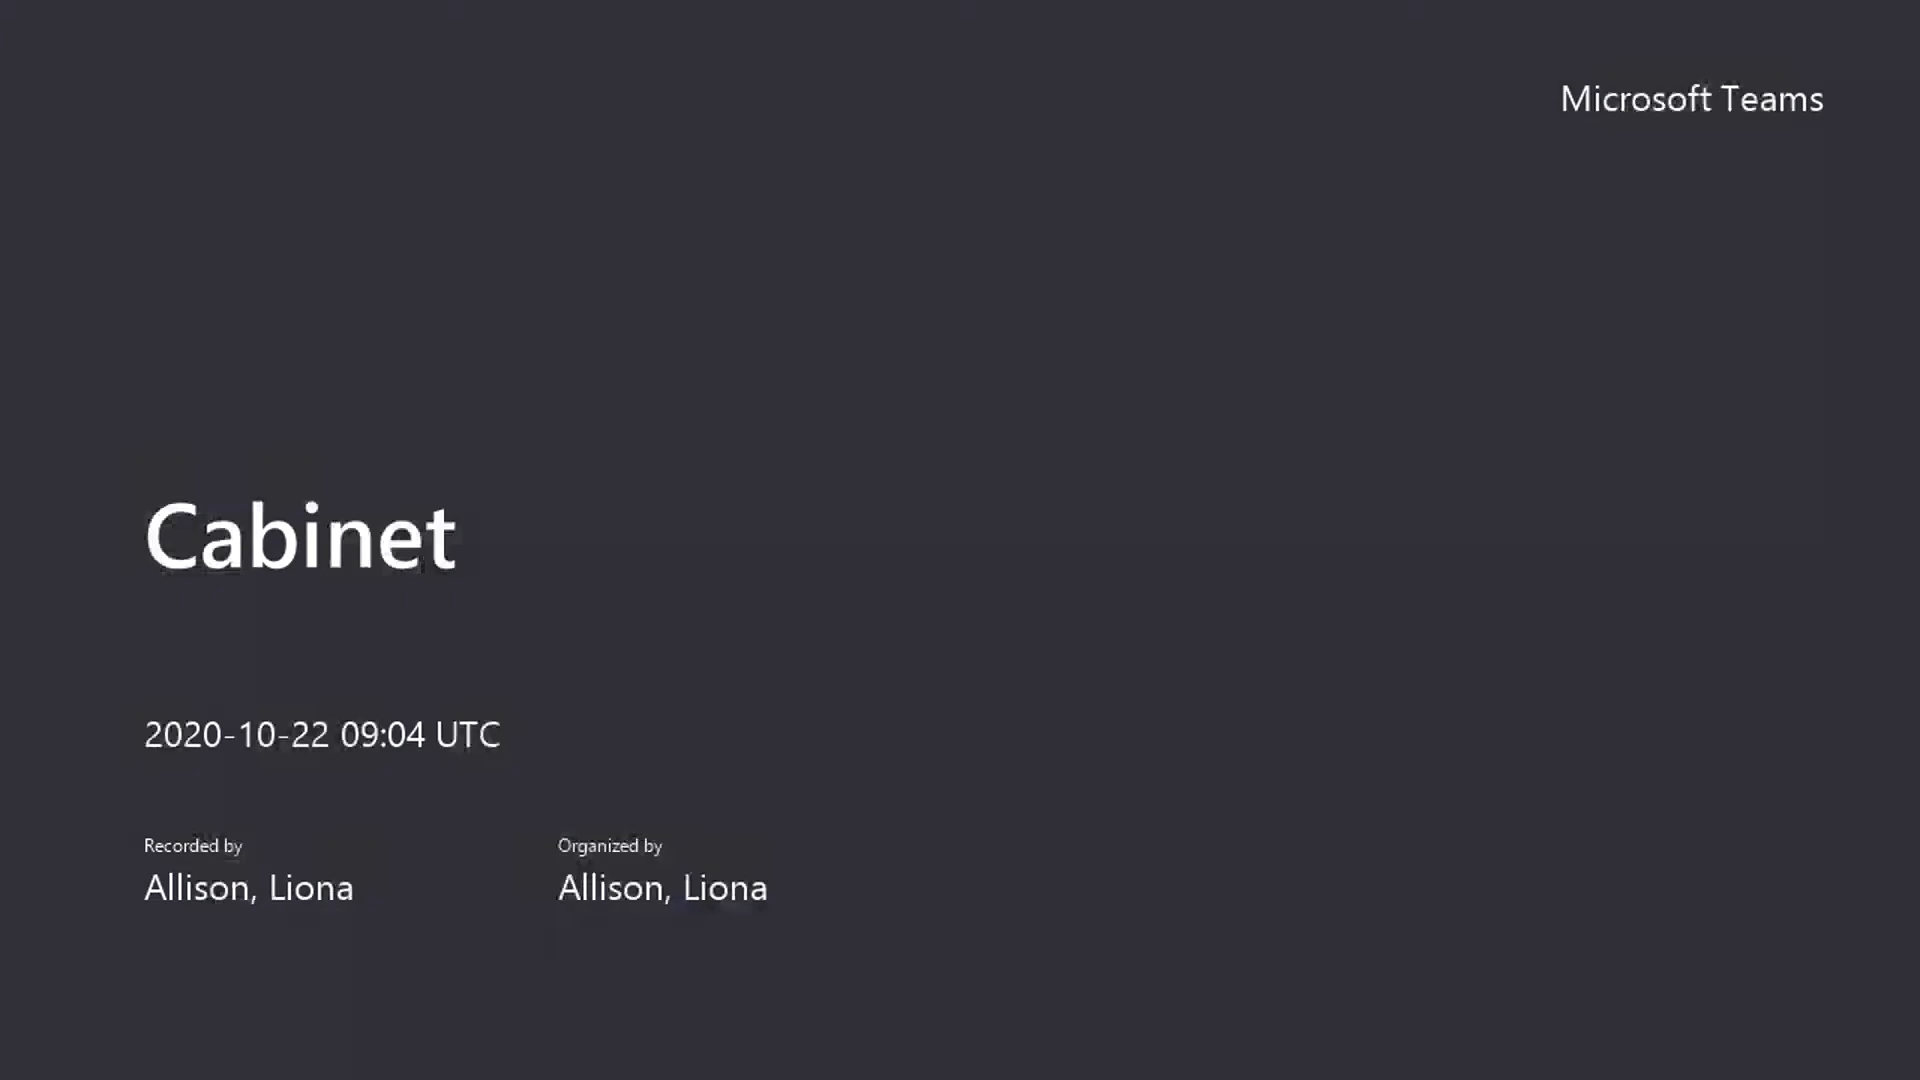 Microsoft Teams
Cabinet
2020-10-22 09:04 UTC
Recorded by
Allison, Liona
Organized by
Allison, Liona